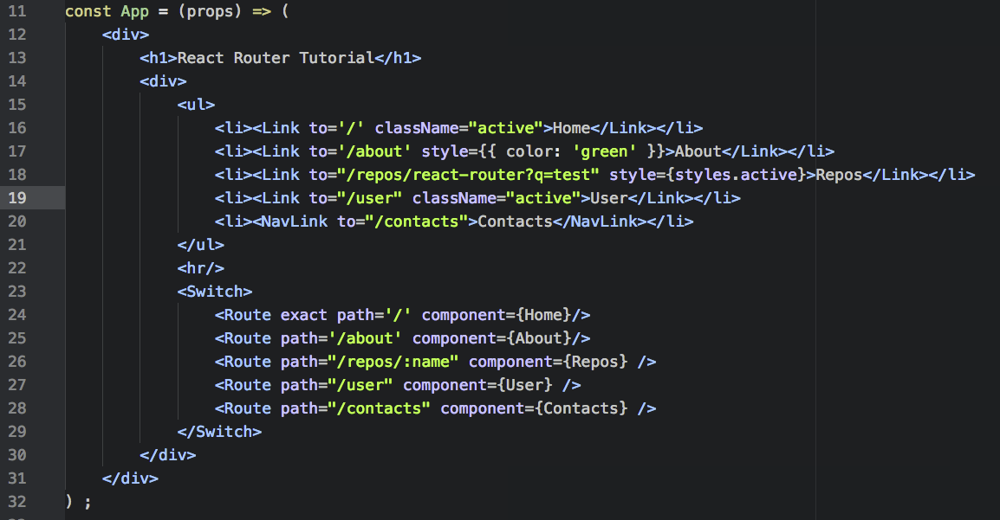 11 const App = (props) => (
12     <div>
13         <h1>React Router Tutorial</h1>
14         <div>
15             <ul>
16                 <li><Link to='/' className="active">Home</Link></li>
17                 <li><Link to='/about' style={{ color: 'green' }}>About</Link></li>
18                 <li><Link to="/repos/react-router?q=test" style={styles.active}>Repos</Link></li>
19                 <li><Link to="/user" className="active">User</Link></li>
20                 <li><NavLink to="/contacts">Contacts</NavLink></li>
21             </ul>
22             <hr/>
23             <Switch>
24                 <Route exact path='/' component={Home}/>
25                 <Route path='/about' component={About}/>
26                 <Route path="/repos/:name" component={Repos} />
27                 <Route path="/user" component={User} />
28                 <Route path="/contacts" component={Contacts} />
29             </Switch>
30         </div>
31     </div>
32 ) ;